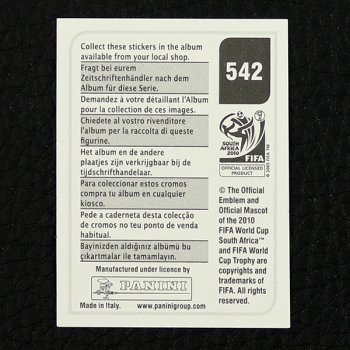 Collect these stickers in the album
available from your local shop.
Fragt bei eurem
Zeitschriftenhändler nach dem
Album für diese Serie.
Demandez à votre détaillant l'Album
pour la collection de ces images.
Chiedete al vostro rivenditore
l'album per la raccolta di queste
figurine.
Het album en de andere
plaatjes zijn verkrijgbaar bij de
tijdschrifthandelaar.
Para coleccionar estos cromos
compra tu álbum en cualquier
kiosco.
Pede a caderneta desta colecção
de cromos no teu ponto de venda
habitual.
Bayinizden aldiğiniz albümü bu
çıkartmalar ile tamamlayın.
Manufactured under licence by
PANINI
Made in Italy. www.paninigroup.com
542
SOUTH
AFRICA
2010
FIFA
© 2005 FIFA TM
OFFICIAL LICENSED
PRODUCT
© The Official
Emblem and
Official Mascot
of the 2010
FIFA World Cup
South Africa™
and FIFA World
Cup Trophy are
copyrights and
trademarks of
FIFA. All rights
reserved.